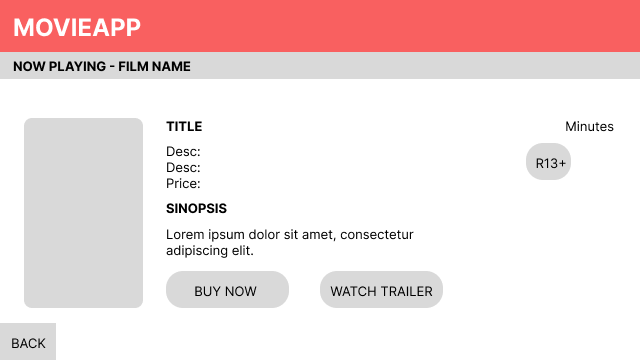 MOVIEAPP
NOW PLAYING - FILM NAME
TITLE
Minutes
Desc:
R13+
Desc:
Price:
SINOPSIS
Lorem ipsum dolor sit amet, consectetur
adipiscing elit.
BUY NOW
WATCH TRAILER
BACK